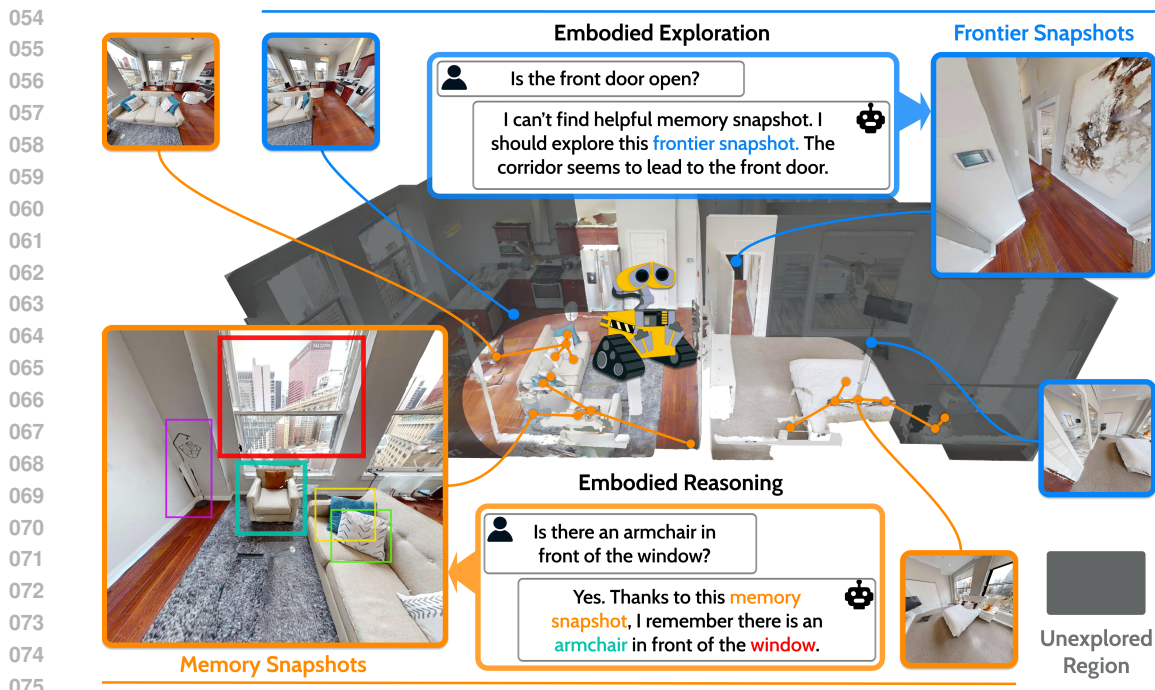 054
055
056
057
058
059
060
061
062
063
064
065
066
067
068
069
070
071
072
073
074
075
Embodied Exploration
Frontier Snapshots
Is the front door open?
I can't find helpful memory snapshot. I
should explore this frontier snapshot. The
corridor seems to lead to the front door.
Embodied Reasoning
Is there an armchair in
front of the window?
Yes. Thanks to this memory
snapshot, I remember there is an
armchair in front of the window.
Memory Snapshots
Unexplored
Region